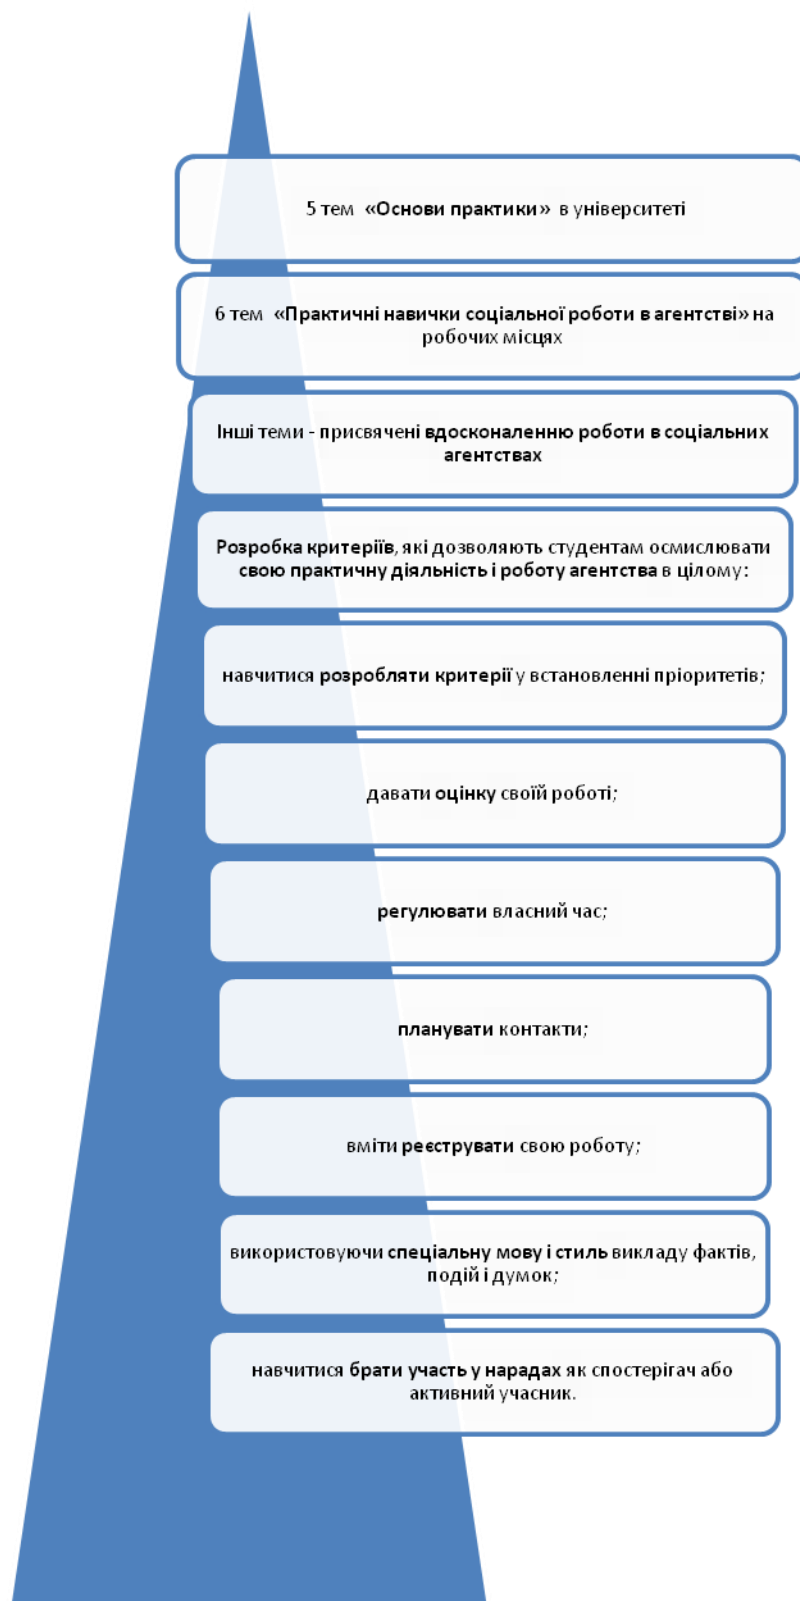 5 тем «Основи практики» в університеті
6 тем «Практичні навички соціальної роботи в агентстві» на
робочих місцях
Інші теми - присвячені вдосконаленню роботи в соціальних
агентствах
Розробка критеріїв, які дозволяють студентам осмислювати
свою практичну діяльність і роботу агентства в цілому:
навчитися розробляти критерії у встановленні пріоритетів;
давати оцінку своїй роботі;
регулювати власний час;
планувати контакти;
вміти реєструвати свою роботу;
використовуючи спеціальну мову і стиль викладу фактів,
подій і думок;
навчитися брати участь у нарадах як спостерігач або
активний учасник.